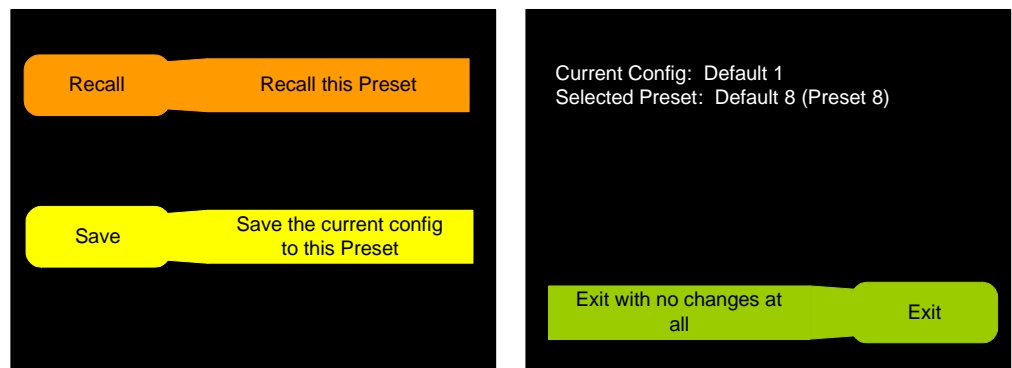 Recall
Recall this Preset
Save
Save the current config
to this Preset
Current Config:  Default 1
Selected Preset:  Default 8 (Preset 8)
Exit with no changes at
all
Exit